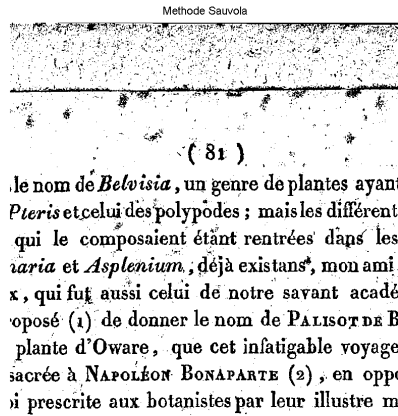 Methode Sauvola
( 81 )
le nom de Belvisia, un genre de plantes ayant
Pteris et celui des polypodes ; mais les différent
qui le composaient étant rentrées dans les
naria et Asplenium, déjà existans, mon ami
x, qui fut aussi celui de notre savant acadé
oposé (1) de donner le nom de PALISOT DE B
plante d'Oware, que cet infatigable voyage
sacrée à NAPOLÉON BONAPARTE (2), en oppo
oi prescrite aux botanistes par leur illustre m